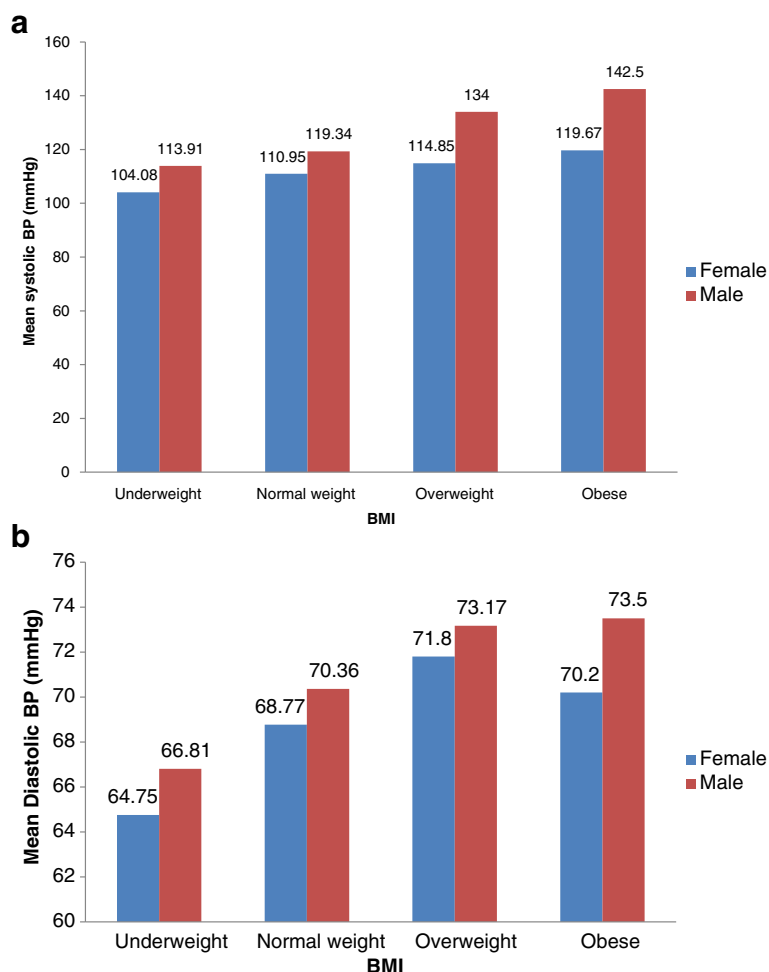 a
160
140
120
100
80
60
40
20
0
Mean systolic BP (mmHg)
104.08
113.91
110.95
119.34
114.85
134
119.67
142.5
Underweight
Normal weight
Overweight
Obese
BMI
Female
Male
b
76
74
72
70
68
66
64
62
60
Mean Diastolic BP (mmHg)
64.75
66.81
68.77
70.36
71.8
73.17
70.2
73.5
Underweight
Normal weight
Overweight
Obese
BMI
Female
Male